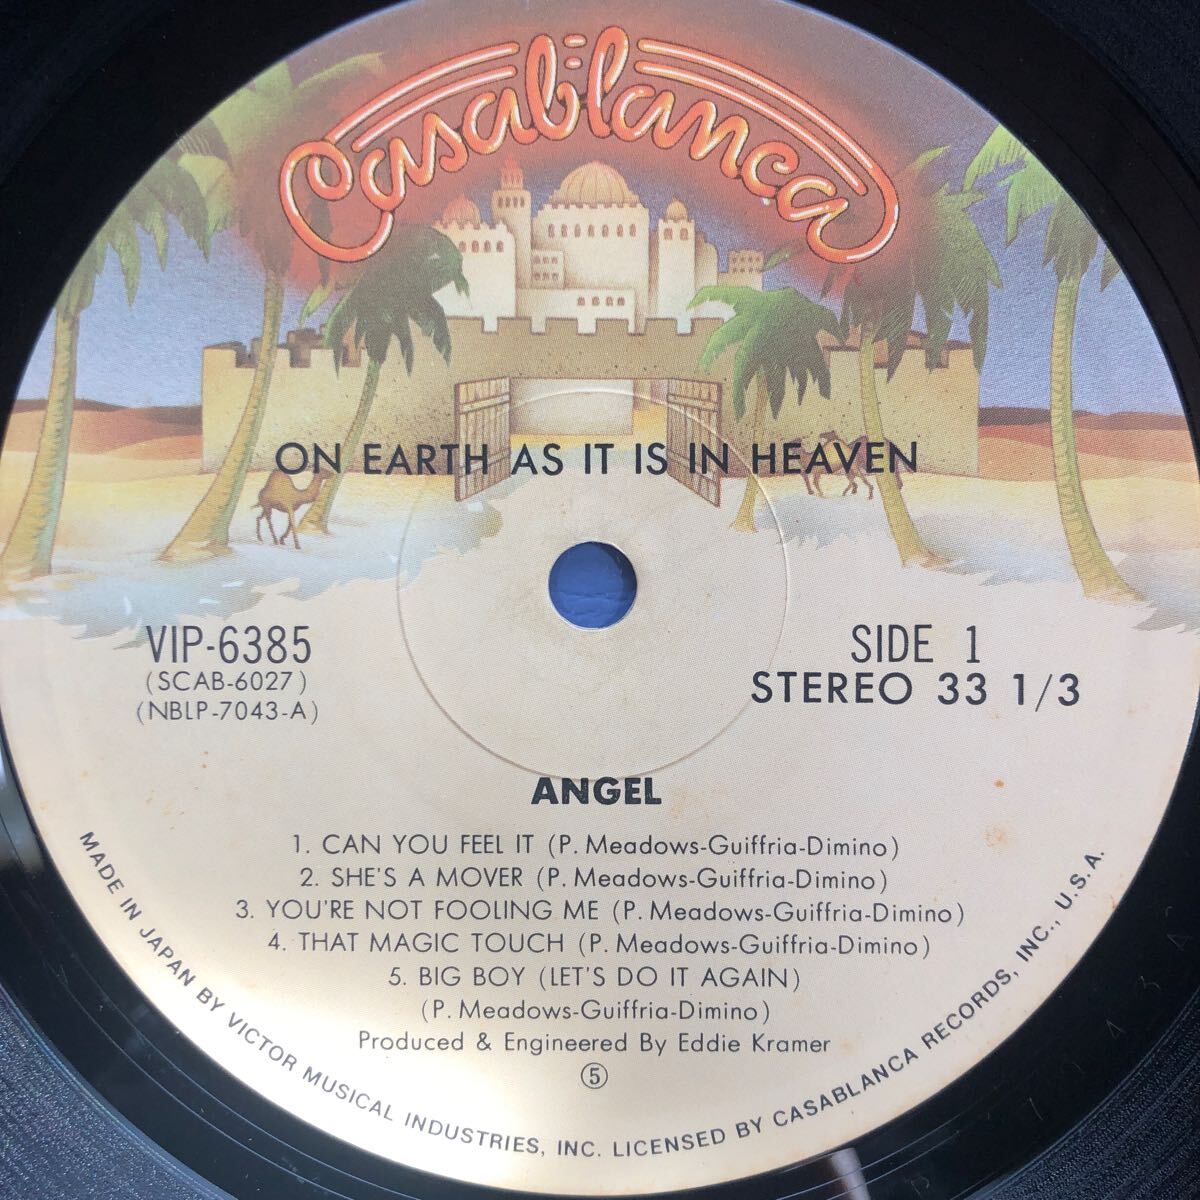 Casablanca
ON EARTH AS IT IS IN HEAVEN
VIP-6385
(SCAB-6027)
(NBLP-7043-A)
SIDE 1
STEREO 33 1/3
ANGEL
1. CAN YOU FEEL IT (P. Meadows-Guiffria-Dimino)
2. SHE'S A MOVER (P. Meadows-Guiffria-Dimino)
3. YOU'RE NOT FOOLING ME (P. Meadows-Guiffria-Dimino)
4. THAT MAGIC TOUCH (P. Meadows-Guiffria-Dimino)
5. BIG BOY (LET'S DO IT AGAIN)
(P. Meadows-Guiffria-Dimino)
Produced & Engineered By Eddie Kramer
⑤
MADE IN JAPAN BY VICTOR MUSICAL INDUSTRIES, INC. LICENSED BY CASABLANCA RECORDS, INC., U.S.A.